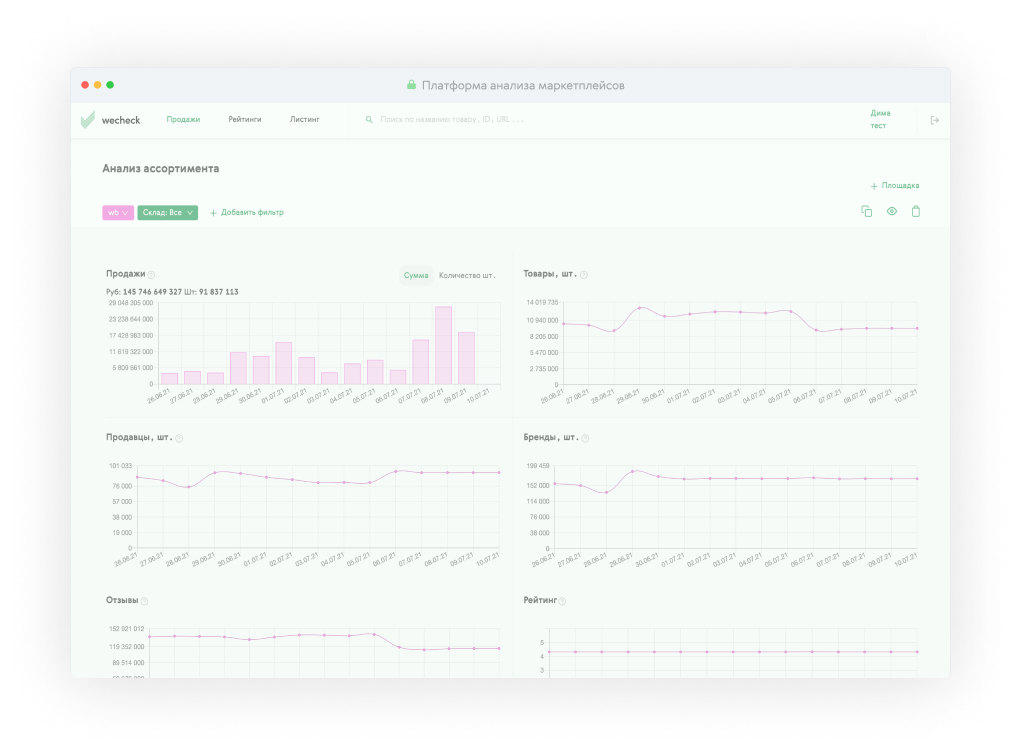 Платформа анализа маркетплейсов
wecheck
Продажи
Рейтинги
Листинг
Поиск по названию товару, ID, URL ...
Дима
тест
Анализ ассортимента
+ Площадка
wb
Склад: Все
+ Добавить фильтр
Продажи ?
Сумма
Количество шт.
Руб: 145 746 649 327 Шт: 91 837 113
29 048 305 000
23 238 644 000
17 428 983 000
11 619 322 000
5 809 661 000
0
26.06.21 27.06.21 28.06.21 29.06.21 30.06.21 01.07.21 02.07.21 03.07.21 04.07.21 05.07.21 06.07.21 07.07.21 08.07.21 09.07.21 10.07.21
Товары, шт. ?
14 019 735
10 940 000
8 205 000
5 470 000
2 735 000
0
26.06.21 27.06.21 28.06.21 29.06.21 30.06.21 01.07.21 02.07.21 03.07.21 04.07.21 05.07.21 06.07.21 07.07.21 08.07.21 09.07.21 10.07.21
Продавцы, шт. ?
101 033
76 000
57 000
38 000
19 000
0
26.06.21 27.06.21 28.06.21 29.06.21 30.06.21 01.07.21 02.07.21 03.07.21 04.07.21 05.07.21 06.07.21 07.07.21 08.07.21 09.07.21 10.07.21
Бренды, шт. ?
199 459
152 000
114 000
76 000
38 000
0
26.06.21 27.06.21 28.06.21 29.06.21 30.06.21 01.07.21 02.07.21 03.07.21 04.07.21 05.07.21 06.07.21 07.07.21 08.07.21 09.07.21 10.07.21
Отзывы ?
152 921 012
119 352 000
89 514 000
Рейтинг ?
5
4
3